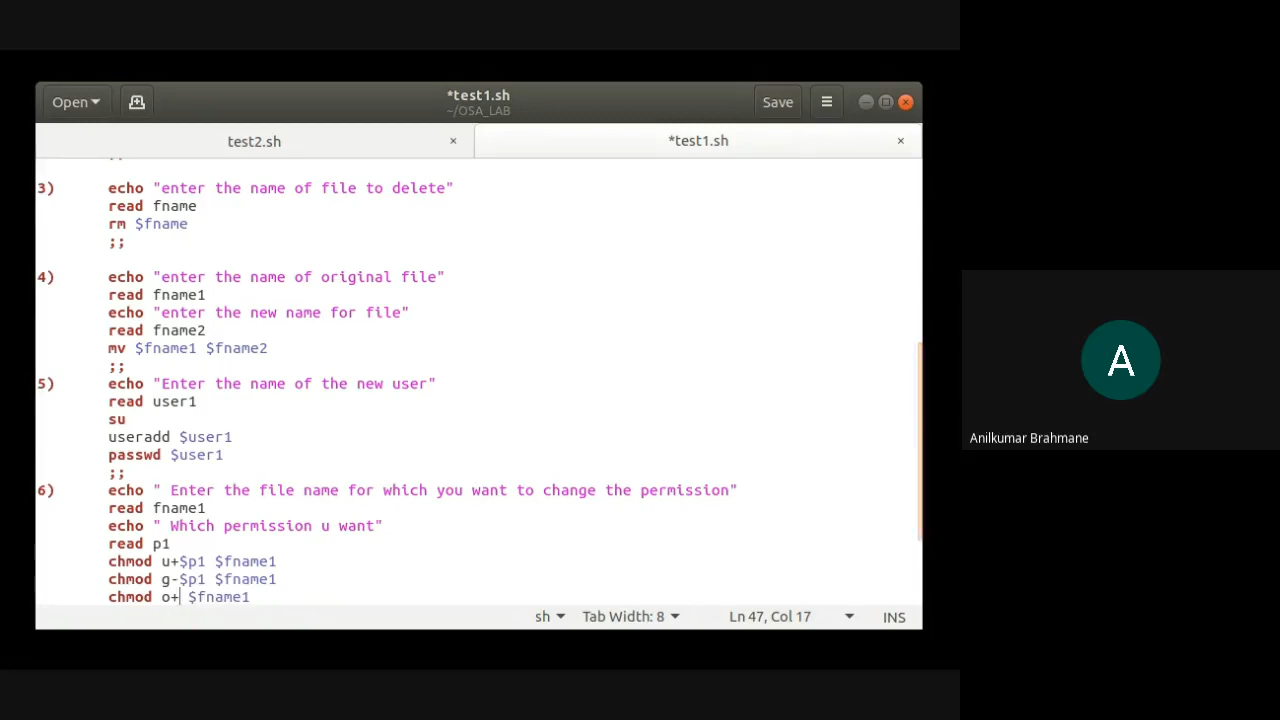 Open
*test1.sh
~/OSA_LAB
Save
test2.sh
*test1.sh
;;
3) echo "enter the name of file to delete"
read fname
rm $fname
;;
4) echo "enter the name of original file"
read fname1
echo "enter the new name for file"
read fname2
mv $fname1 $fname2
;;
5) echo "Enter the name of the new user"
read user1
su
useradd $user1
passwd $user1
;;
6) echo " Enter the file name for which you want to change the permission"
read fname1
echo " Which permission u want"
read p1
chmod u+$p1 $fname1
chmod g-$p1 $fname1
chmod o+ $fname1
sh Tab Width: 8 Ln 47, Col 17 INS
A
Anilkumar Brahmane